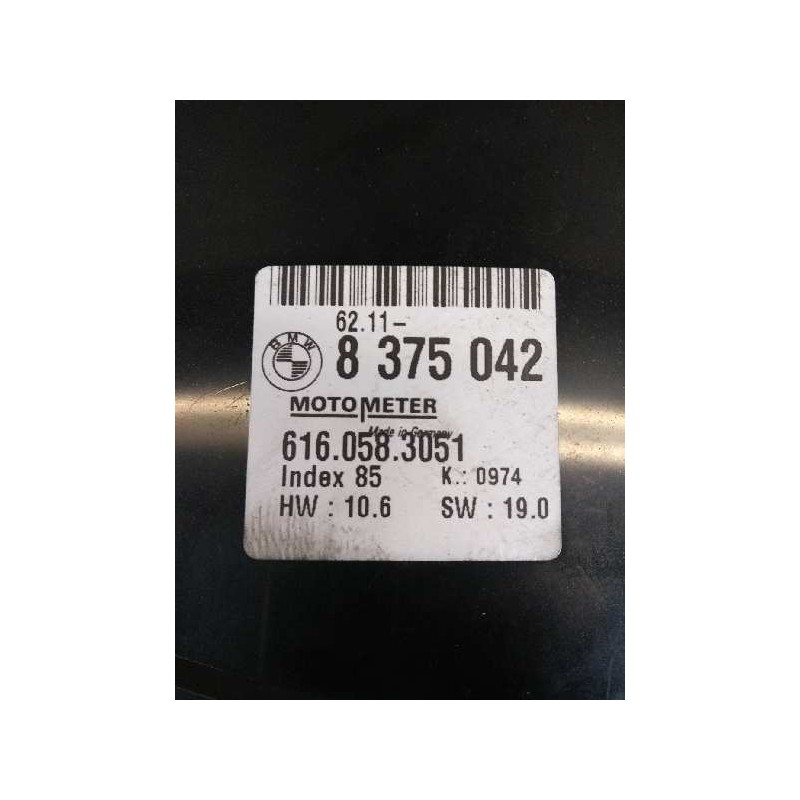 62.11-
BMW
8 375 042
MOTOMETER
Made in Germany
616.058.3051
Index 85 K.: 0974
HW : 10.6 SW : 19.0